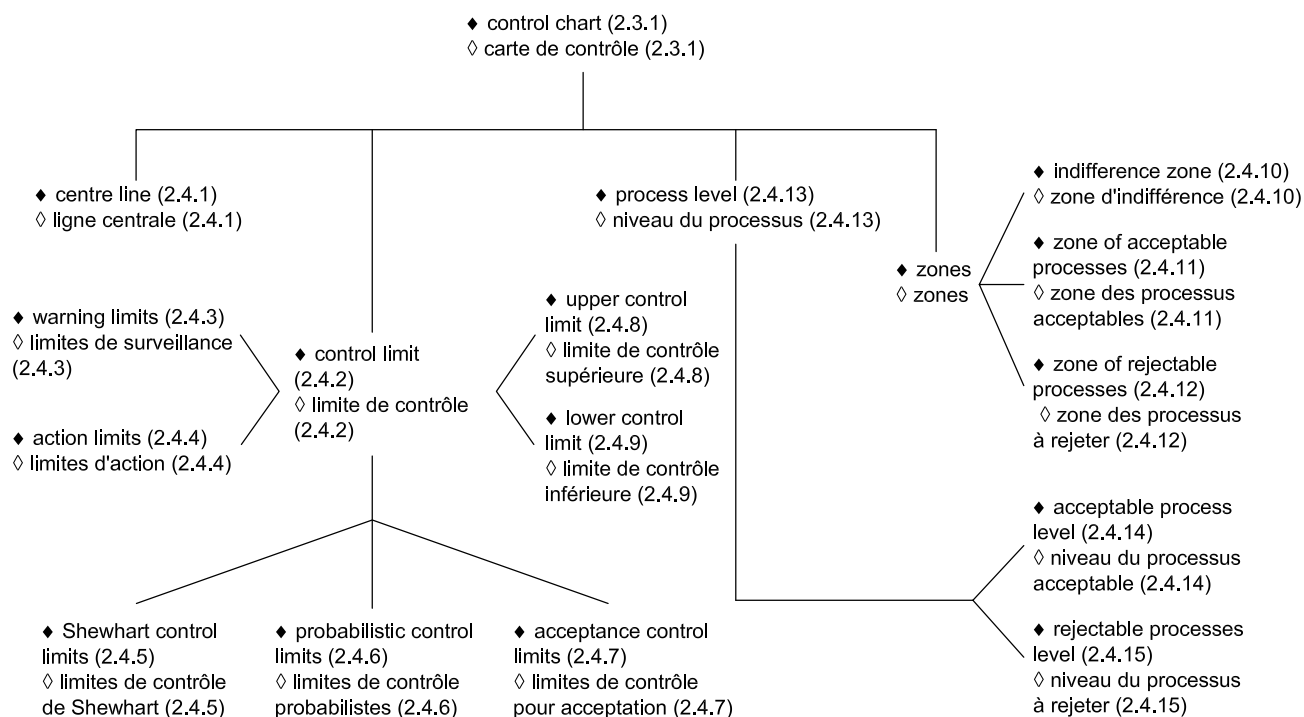 ♦ control chart (2.3.1)
◊ carte de contrôle (2.3.1)
♦ centre line (2.4.1)
◊ ligne centrale (2.4.1)
♦ process level (2.4.13)
◊ niveau du processus (2.4.13)
♦ indifference zone (2.4.10)
◊ zone d'indifférence (2.4.10)
♦ zones
◊ zones
♦ zone of acceptable
processes (2.4.11)
◊ zone des processus
acceptables (2.4.11)
♦ zone of rejectable
processes (2.4.12)
◊ zone des processus
à rejeter (2.4.12)
♦ warning limits (2.4.3)
◊ limites de surveillance
(2.4.3)
♦ action limits (2.4.4)
◊ limites d'action (2.4.4)
♦ control limit
(2.4.2)
◊ limite de contrôle
(2.4.2)
♦ upper control
limit (2.4.8)
◊ limite de contrôle
supérieure (2.4.8)
♦ lower control
limit (2.4.9)
◊ limite de contrôle
inférieure (2.4.9)
♦ acceptable process
level (2.4.14)
◊ niveau du processus
acceptable (2.4.14)
♦ rejectable processes
level (2.4.15)
◊ niveau du processus
à rejeter (2.4.15)
♦ Shewhart control
limits (2.4.5)
◊ limites de contrôle
de Shewhart (2.4.5)
♦ probabilistic control
limits (2.4.6)
◊ limites de contrôle
probabilistes (2.4.6)
♦ acceptance control
limits (2.4.7)
◊ limites de contrôle
pour acceptation (2.4.7)